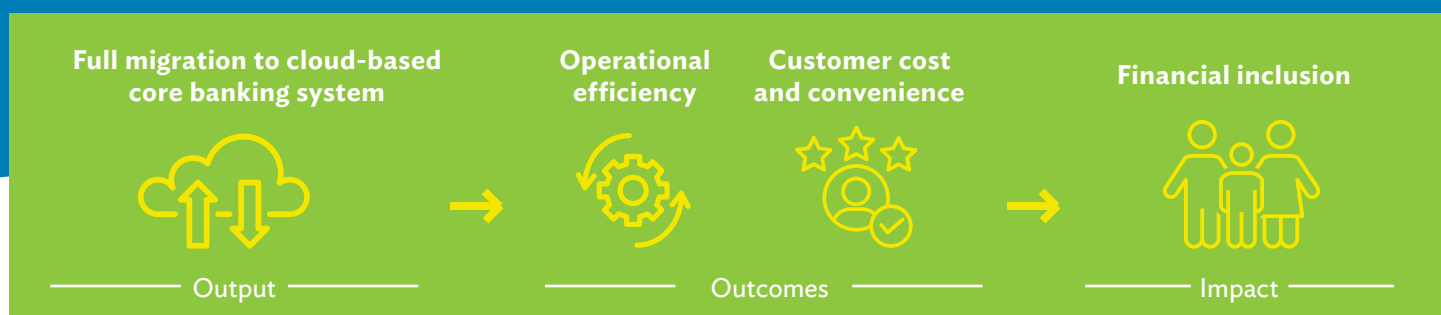 Full migration to cloud-based
core banking system
Operational
efficiency
Customer cost
and convenience
Financial inclusion
Output
Outcomes
Impact